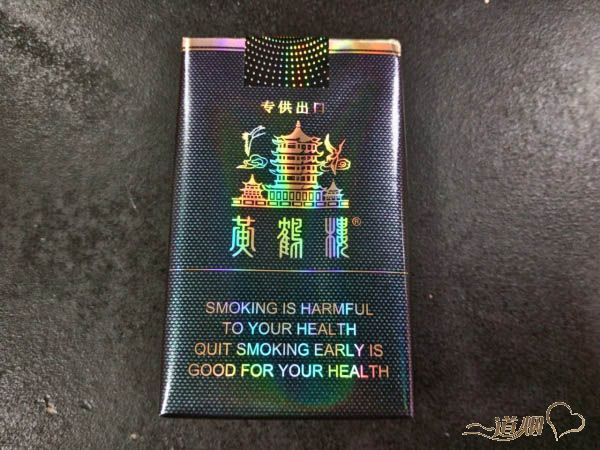 专供出口
黄鹤楼®
SMOKING IS HARMFUL
TO YOUR HEALTH
QUIT SMOKING EARLY IS
GOOD FOR YOUR HEALTH
一道烟